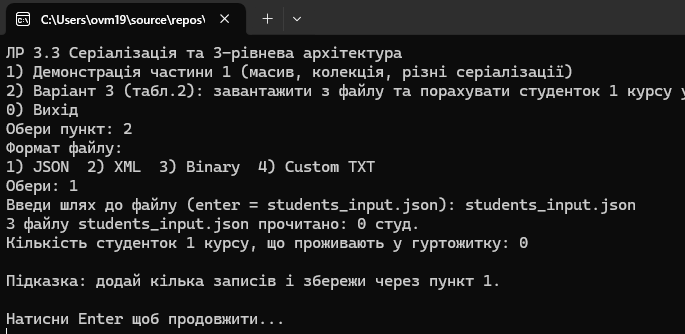 C:\Users\ovm19\source\repos\
ЛР 3.3 Серіалізація та 3-рівнева архітектура
1) Демонстрація частини 1 (масив, колекція, різні серіалізації)
2) Варіант 3 (табл.2): завантажити з файлу та порахувати студенток 1 курсу у
0) Вихід
Обери пункт: 2
Формат файлу:
1) JSON  2) XML  3) Binary  4) Custom TXT
Обери: 1
Введи шлях до файлу (enter = students_input.json): students_input.json
З файлу students_input.json прочитано: 0 студ.
Кількість студенток 1 курсу, що проживають у гуртожитку: 0
Підказка: додай кілька записів і збережи через пункт 1.
Натисни Enter щоб продовжити...